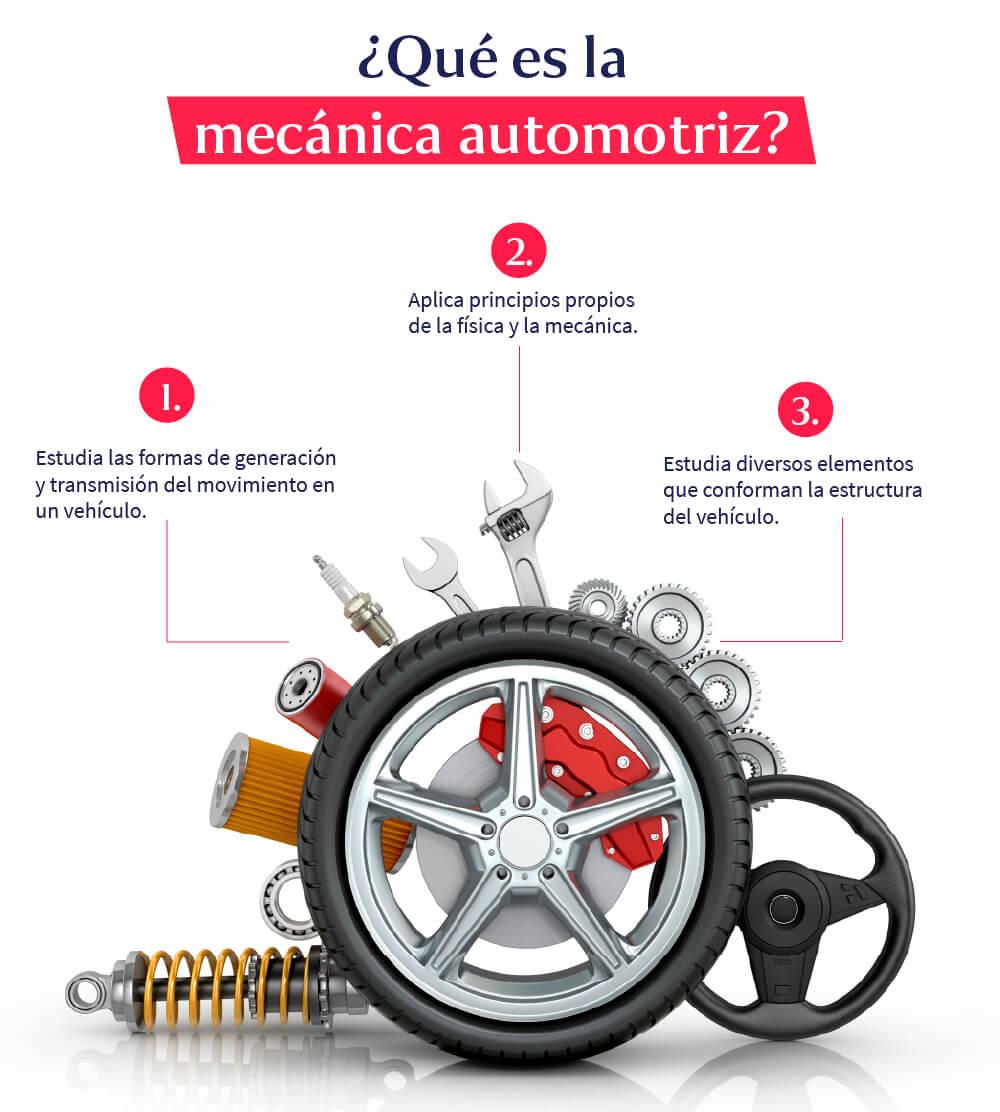 ¿Qué es la
mecánica automotriz?
2.
Aplica principios propios
de la física y la mecánica.
1.
Estudia las formas de generación
y transmisión del movimiento en
un vehículo.
3.
Estudia diversos elementos
que conforman la estructura
del vehículo.